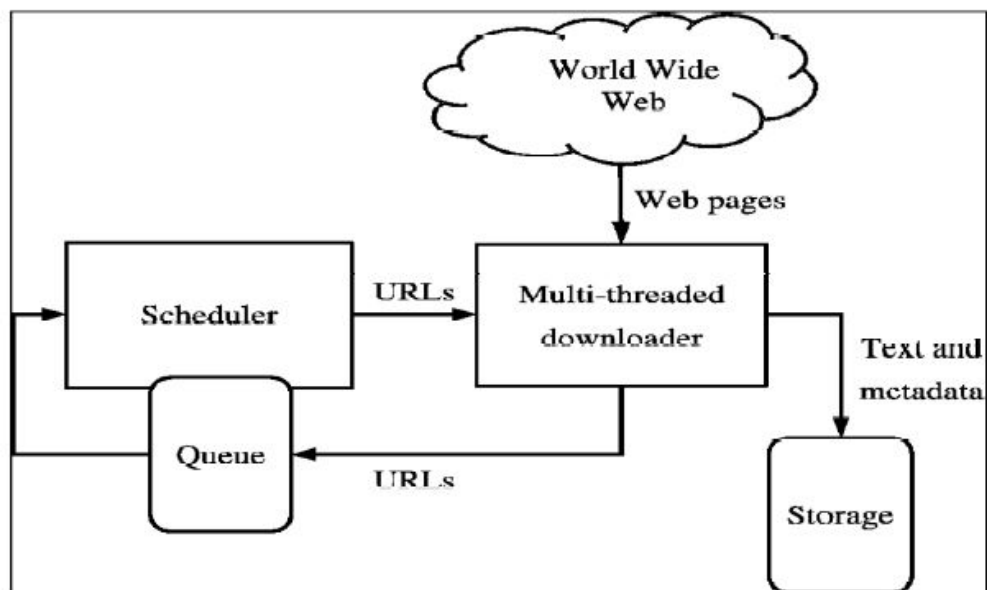 World Wide
Web
Web pages
Scheduler
URLs
Multi-threaded
downloader
Text and
metadata
Queue
URLs
Storage